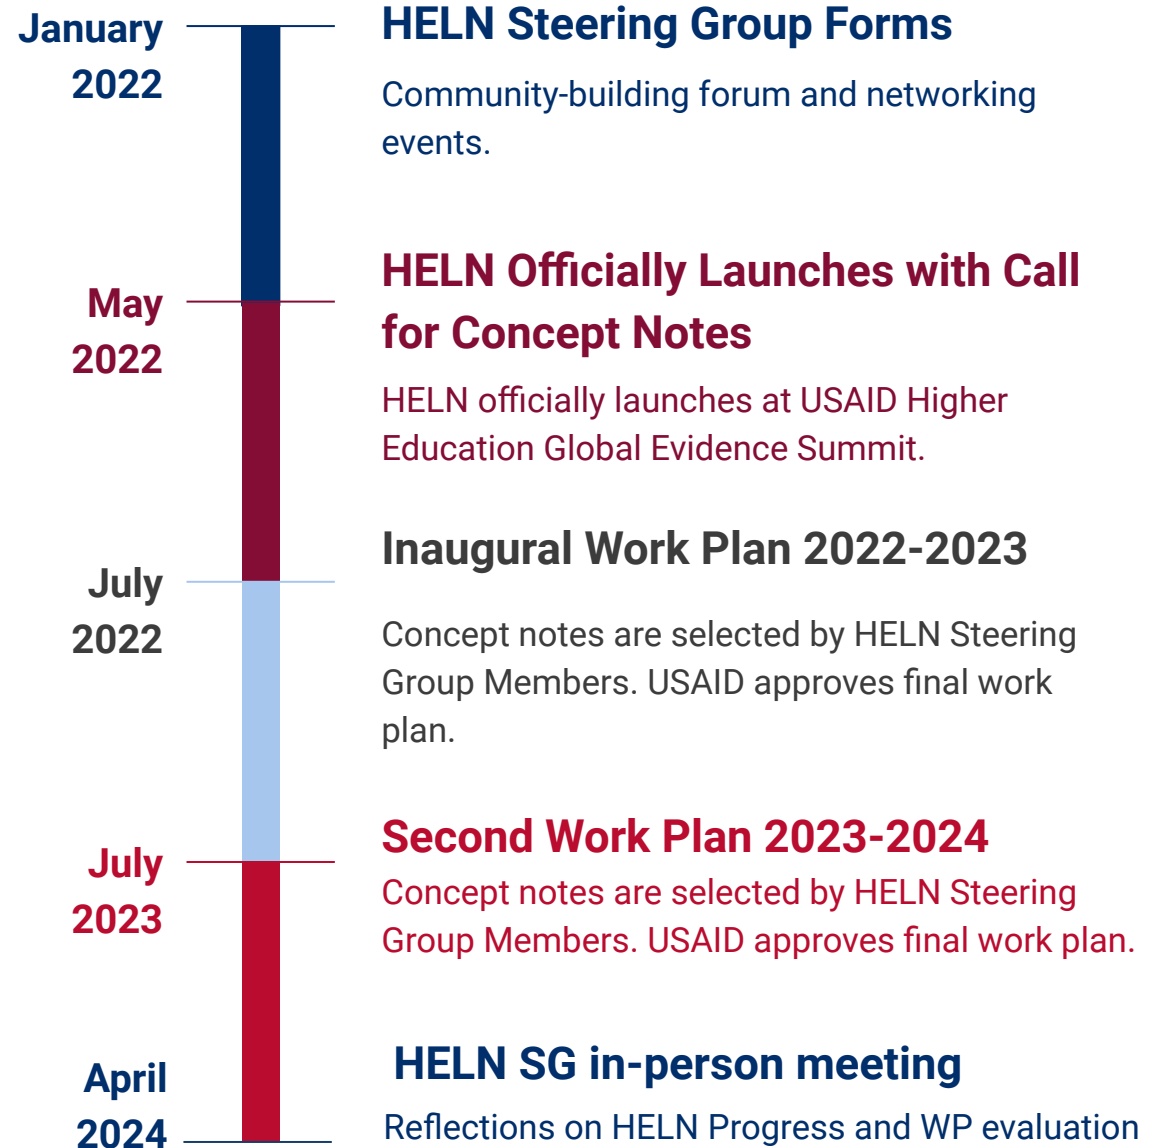 January
2022
HELN Steering Group Forms
Community-building forum and networking
events.
May
2022
HELN Officially Launches with Call
for Concept Notes
HELN officially launches at USAID Higher
Education Global Evidence Summit.
July
2022
Inaugural Work Plan 2022-2023
Concept notes are selected by HELN Steering
Group Members. USAID approves final work
plan.
July
2023
Second Work Plan 2023-2024
Concept notes are selected by HELN Steering
Group Members. USAID approves final work plan.
April
2024
HELN SG in-person meeting
Reflections on HELN Progress and WP evaluation